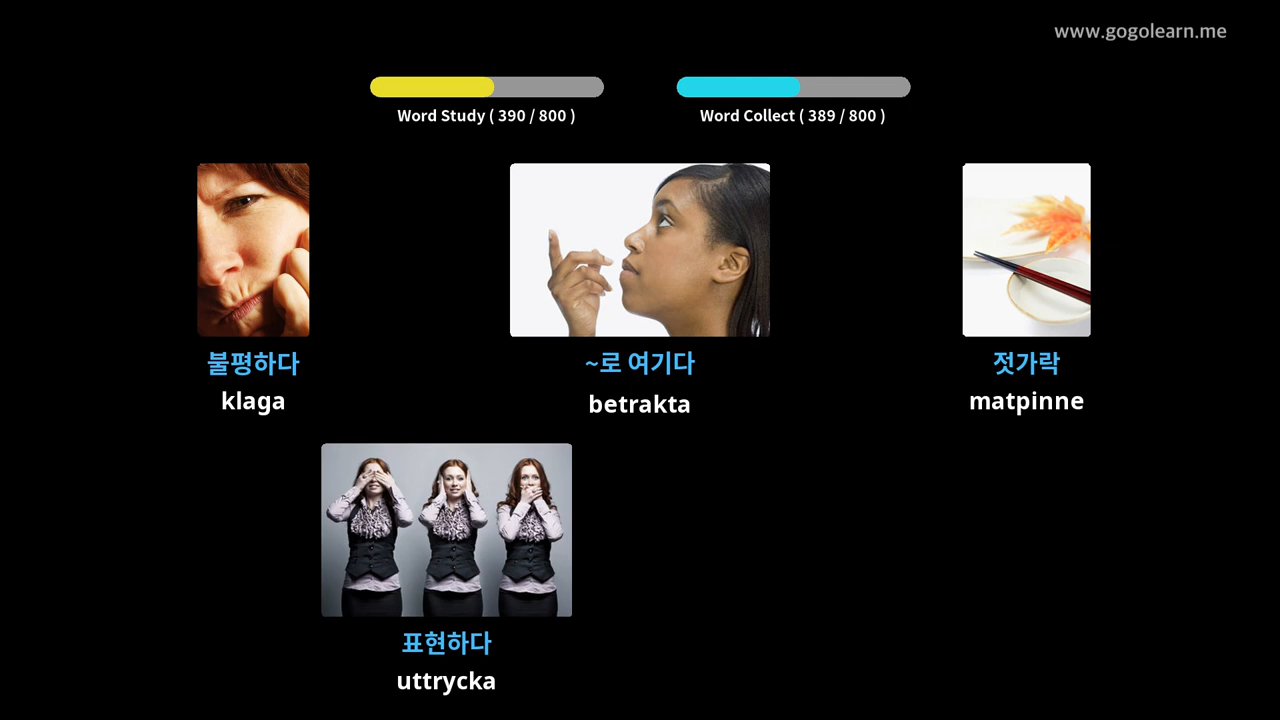 www.gogolearn.me
Word Study ( 390 / 800 )
Word Collect ( 389 / 800 )
불평하다
klaga
~로 여기다
betrakta
젓가락
matpinne
표현하다
uttrycka